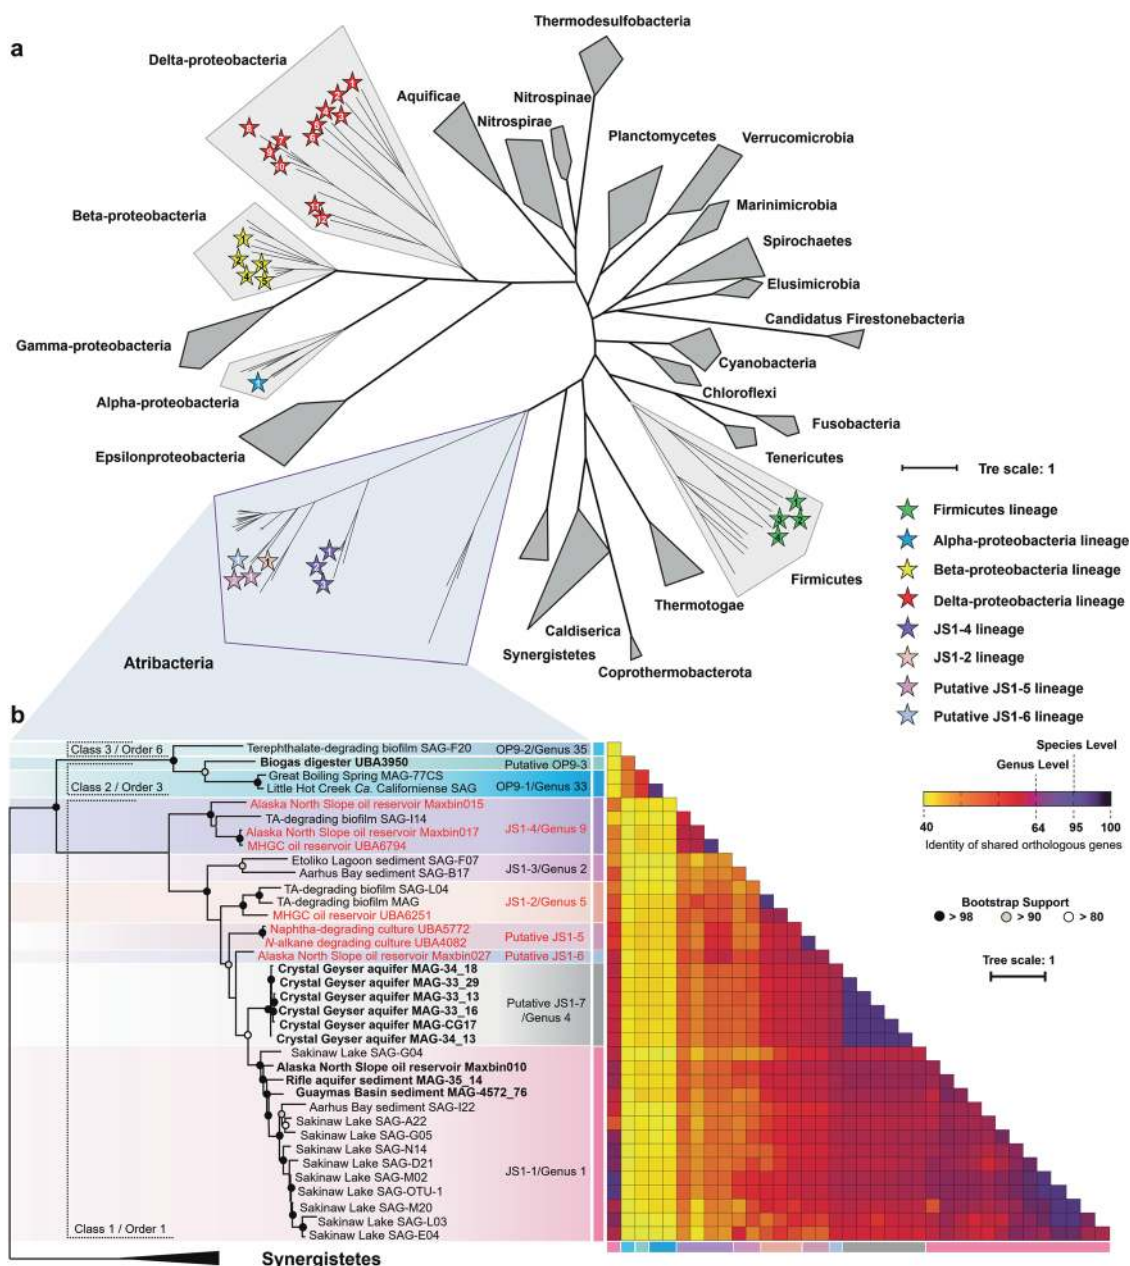 a
Thermodesulfobacteria
Delta-proteobacteria
Aquificae
Nitrospinae
Nitrospirae
Planctomycetes
Verrucomicrobia
Marinimicrobia
Spirochaetes
Elusimicrobia
Candidatus Firestonebacteria
Cyanobacteria
Chloroflexi
Fusobacteria
Tenericutes
Firmicutes
Thermotogae
Caldiserica
Synergistetes
Coprothermobacterota
Beta-proteobacteria
Gamma-proteobacteria
Alpha-proteobacteria
Epsilonproteobacteria
Atribacteria
Tre scale: 1
Firmicutes lineage
Alpha-proteobacteria lineage
Beta-proteobacteria lineage
Delta-proteobacteria lineage
JS1-4 lineage
JS1-2 lineage
Putative JS1-5 lineage
Putative JS1-6 lineage
b
Class 3 / Order 6
Class 2 / Order 3
Class 1 / Order 1
Terephthalate-degrading biofilm SAG-F20 OP9-2/Genus 35
Biogas digester UBA3950 Putative OP9-3
Great Boiling Spring MAG-77CS
Little Hot Creek Ca. Californiense SAG OP9-1/Genus 33
Alaska North Slope oil reservoir Maxbin015
TA-degrading biofilm SAG-I14
Alaska North Slope oil reservoir Maxbin017
MHGC oil reservoir UBA6794
JS1-4/Genus 9
Etoliko Lagoon sediment SAG-F07
Aarhus Bay sediment SAG-B17
JS1-3/Genus 2
TA-degrading biofilm SAG-L04
TA-degrading biofilm MAG
MHGC oil reservoir UBA6251
JS1-2/Genus 5
Naphtha-degrading culture UBA5772
N-alkane degrading culture UBA4082
Putative JS1-5
Alaska North Slope oil reservoir Maxbin027 Putative JS1-6
Crystal Geyser aquifer MAG-34_18
Crystal Geyser aquifer MAG-33_29
Crystal Geyser aquifer MAG-33_13
Crystal Geyser aquifer MAG-33_16
Crystal Geyser aquifer MAG-CG17
Crystal Geyser aquifer MAG-34_13
Putative JS1-7
/Genus 4
Sakinaw Lake SAG-G04
Alaska North Slope oil reservoir Maxbin010
Rifle aquifer sediment MAG-35_14
Guaymas Basin sediment MAG-4572_76
Aarhus Bay sediment SAG-I22
Sakinaw Lake SAG-A22
Sakinaw Lake SAG-G05
Sakinaw Lake SAG-N14
Sakinaw Lake SAG-D21
Sakinaw Lake SAG-M02
Sakinaw Lake SAG-OTU-1
Sakinaw Lake SAG-M20
Sakinaw Lake SAG-L03
Sakinaw Lake SAG-E04
JS1-1/Genus 1
Synergistetes
Species Level
Genus Level
40 64 95 100
Identity of shared orthologous genes
Bootstrap Support
> 98 > 90 > 80
Tree scale: 1